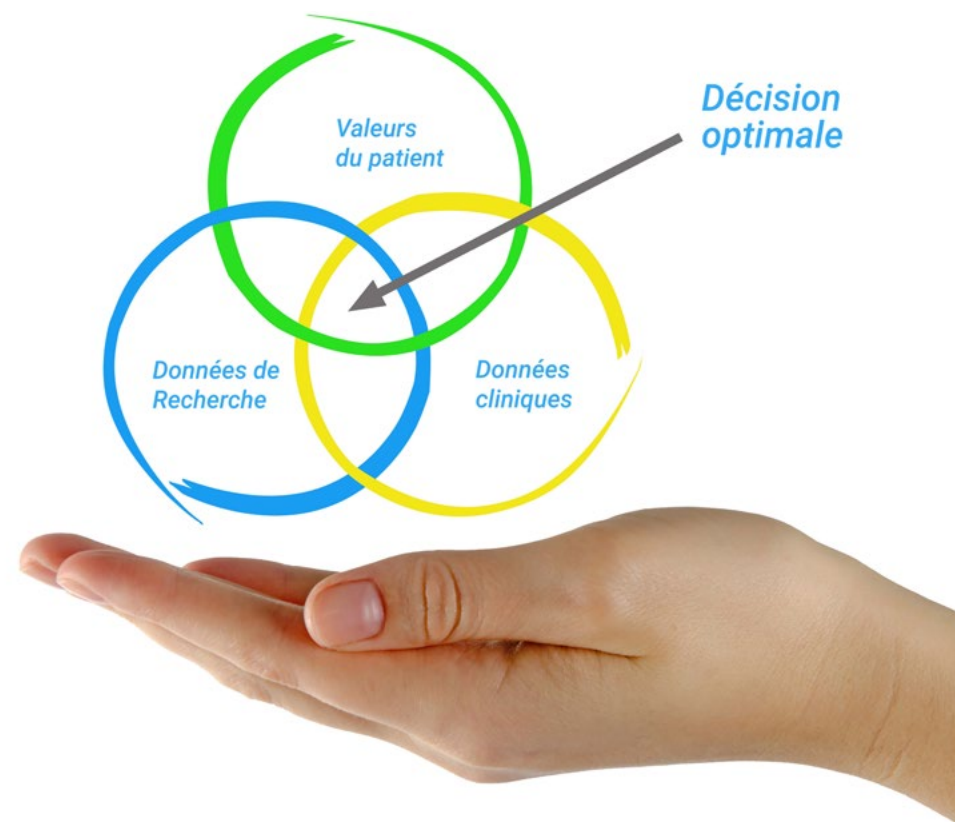 Valeurs
du patient
Décision
optimale
Données de
Recherche
Données
cliniques